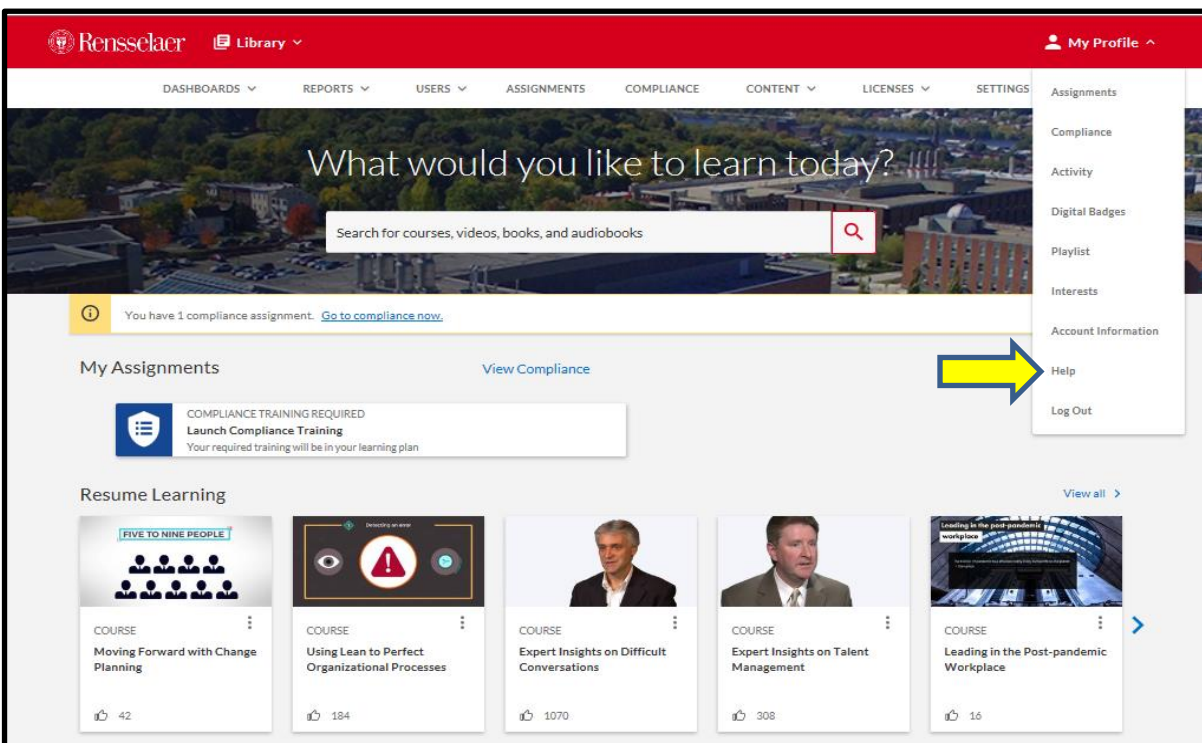 Rensselaer Library My Profile
DASHBOARDS REPORTS USERS ASSIGNMENTS COMPLIANCE CONTENT LICENSES SETTINGS
Assignments
Compliance
Activity
Digital Badges
Playlist
Interests
Account Information
Help
Log Out
What would you like to learn today?
Search for courses, videos, books, and audiobooks
You have 1 compliance assignment. Go to compliance now.
My Assignments View Compliance
COMPLIANCE TRAINING REQUIRED
Launch Compliance Training
Your required training will be in your learning plan
Resume Learning View all
FIVE TO NINE PEOPLE
COURSE
Moving Forward with Change
Planning
42
Detecting an error
COURSE
Using Lean to Perfect
Organizational Processes
184
COURSE
Expert Insights on Difficult
Conversations
1070
COURSE
Expert Insights on Talent
Management
308
Leading in the post-pandemic
workplace
COURSE
Leading in the Post-pandemic
Workplace
16